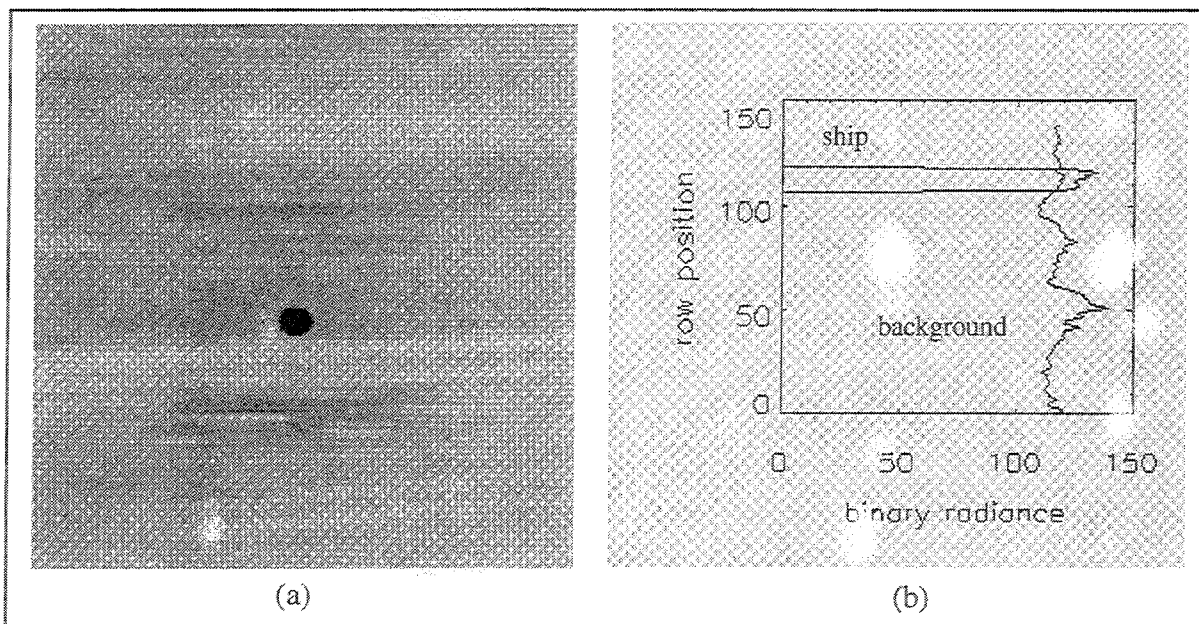 150
ship
100
row position
50
background
0
0 50 100 150
binary radiance
(a) (b)